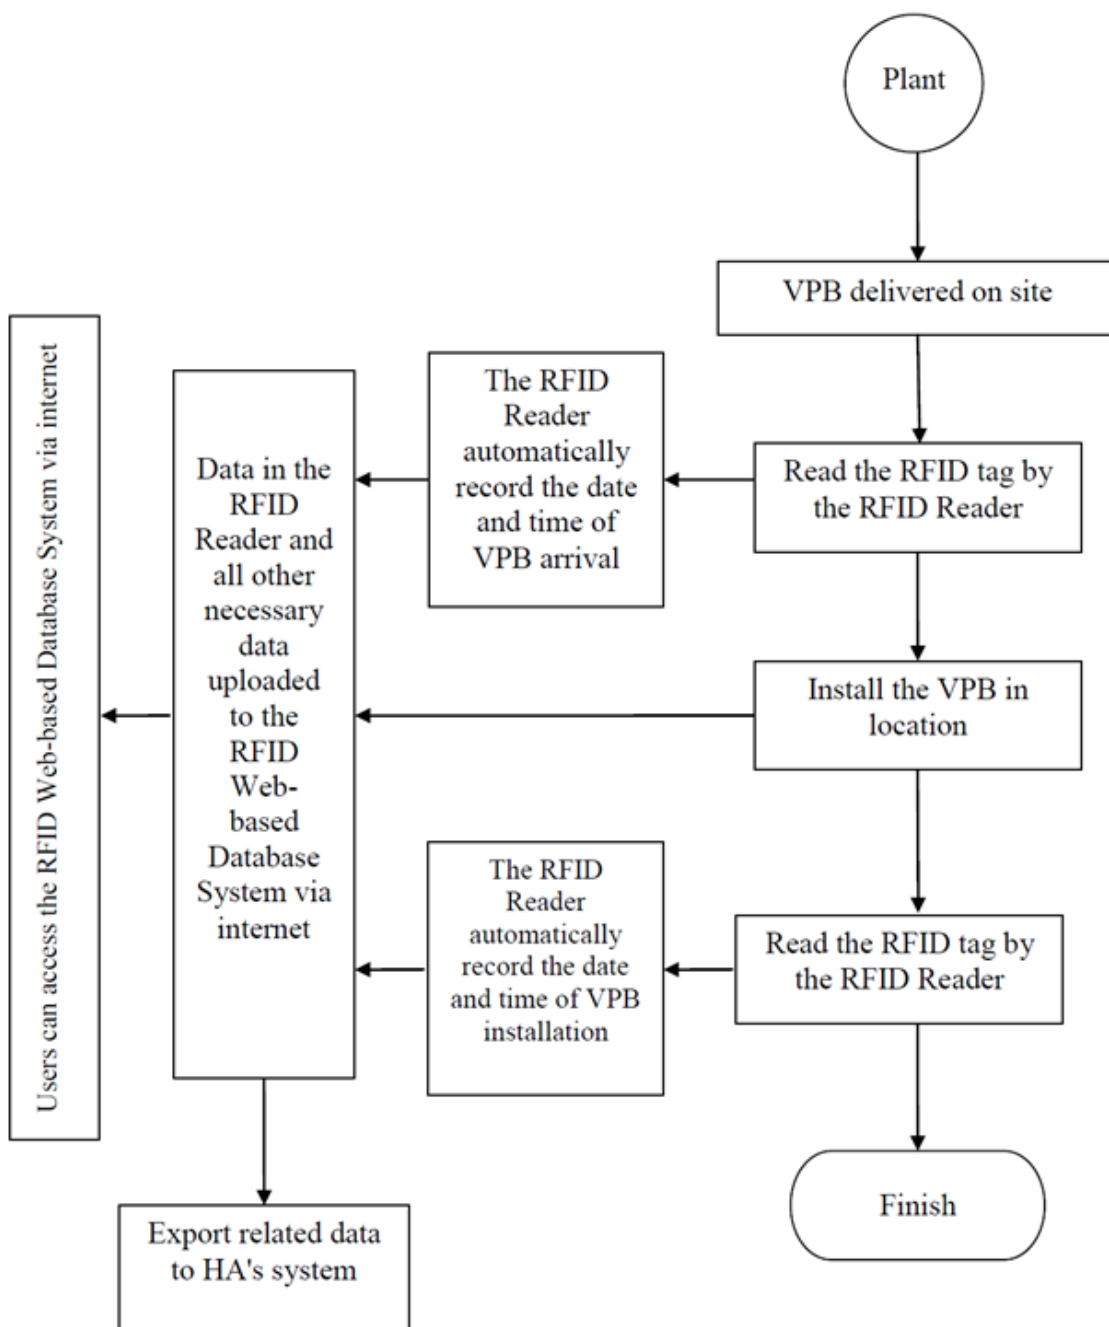 Plant
VPB delivered on site
Users can access the RFID Web-based Database System via internet
Data in the
RFID
Reader and
all other
necessary
data
uploaded
to the
RFID
Web-
based
Database
System via
internet
The RFID
Reader
automatically
record the date
and time of
VPB arrival
Read the RFID tag by
the RFID Reader
Install the VPB in
location
The RFID
Reader
automatically
record the date
and time of VPB
installation
Read the RFID tag by
the RFID Reader
Finish
Export related data
to HA's system